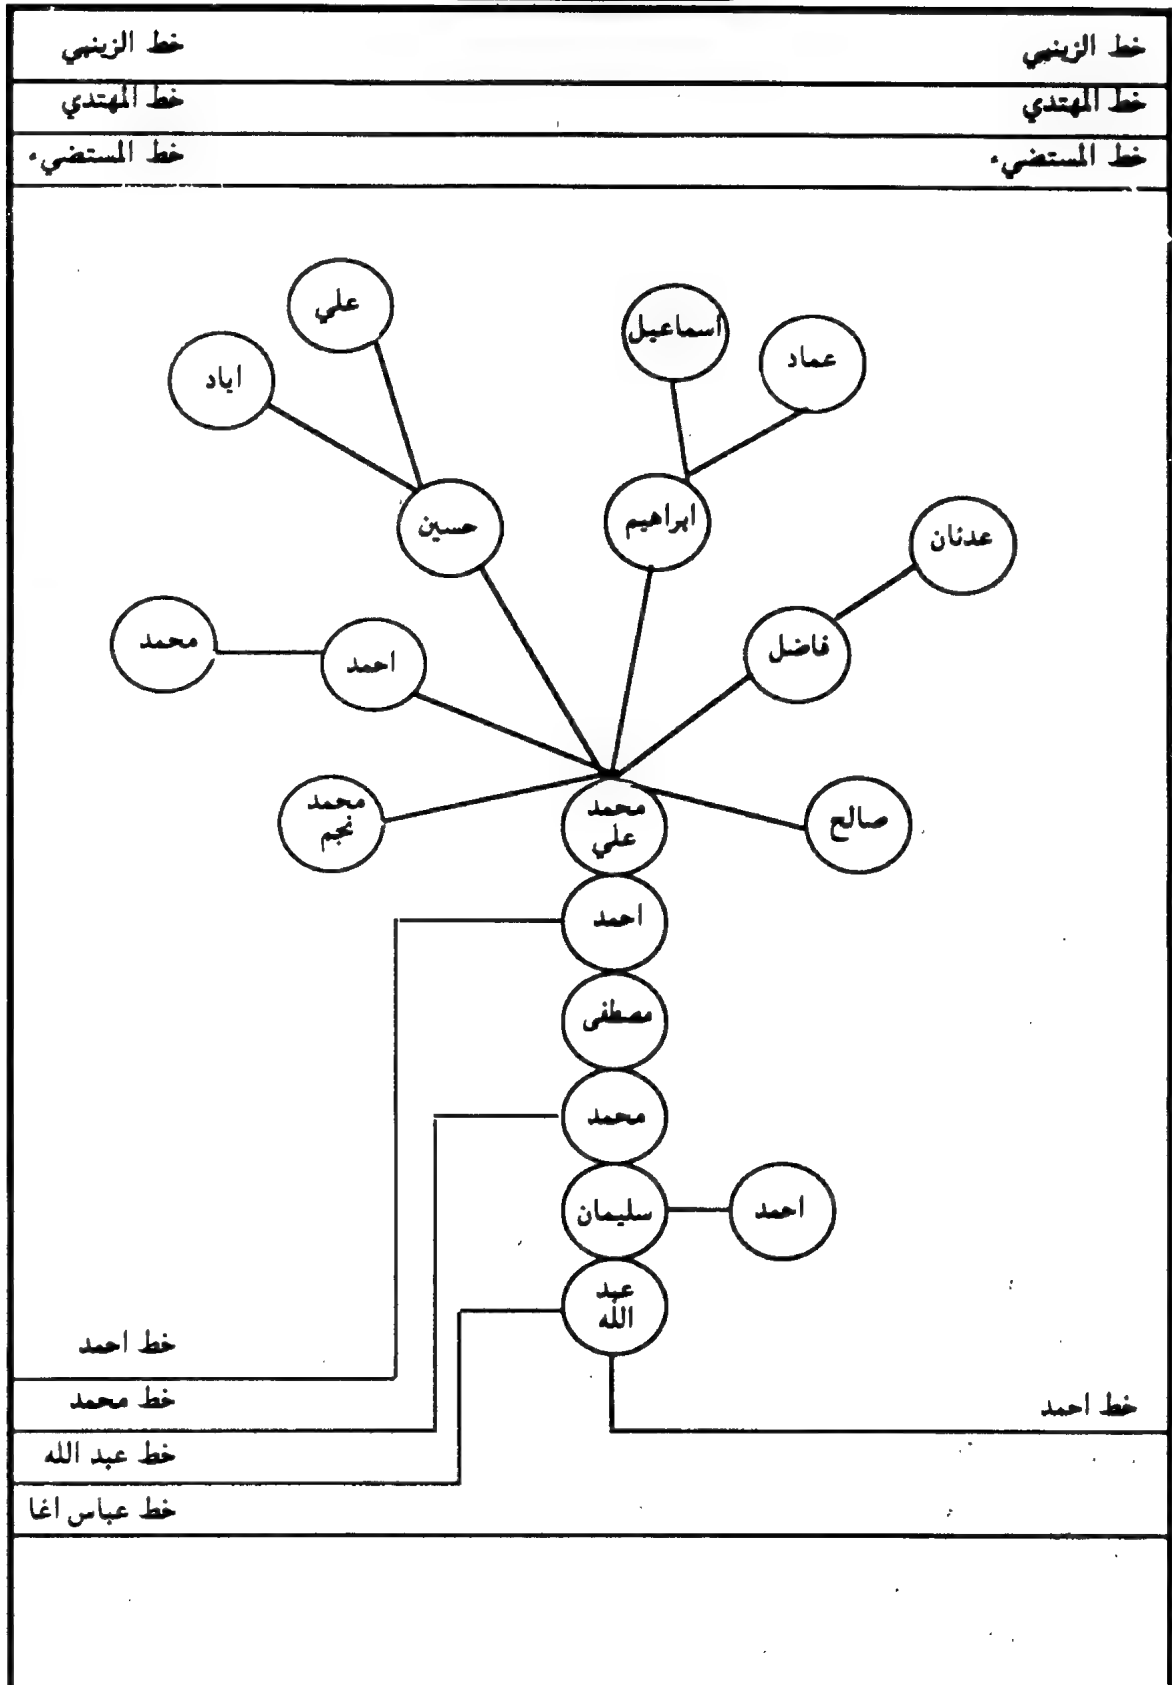 خط الزينبي
خط الزينبي
خط المهتدي
خط المهتدي
خط المستضيء
خط المستضيء
علي
اسماعيل
عماد
اياد
ابراهيم
حسين
عدنان
فاضل
احمد
محمد
صالح
محمد
علي
محمد
نجم
احمد
مصطفى
محمد
احمد
سليمان
عبد
الله
خط احمد
خط احمد
خط محمد
خط عبد الله
خط عباس اغا